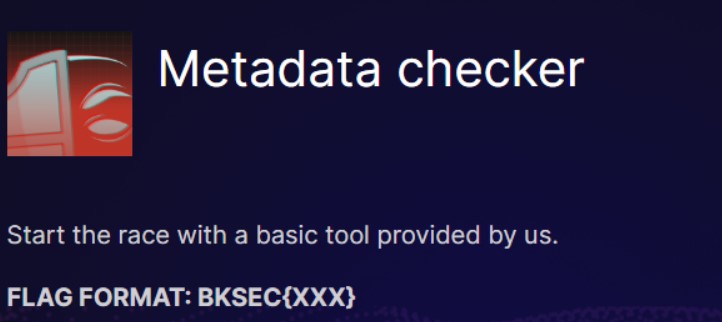 Metadata checker
Start the race with a basic tool provided by us.
FLAG FORMAT: BKSEC{XXX}